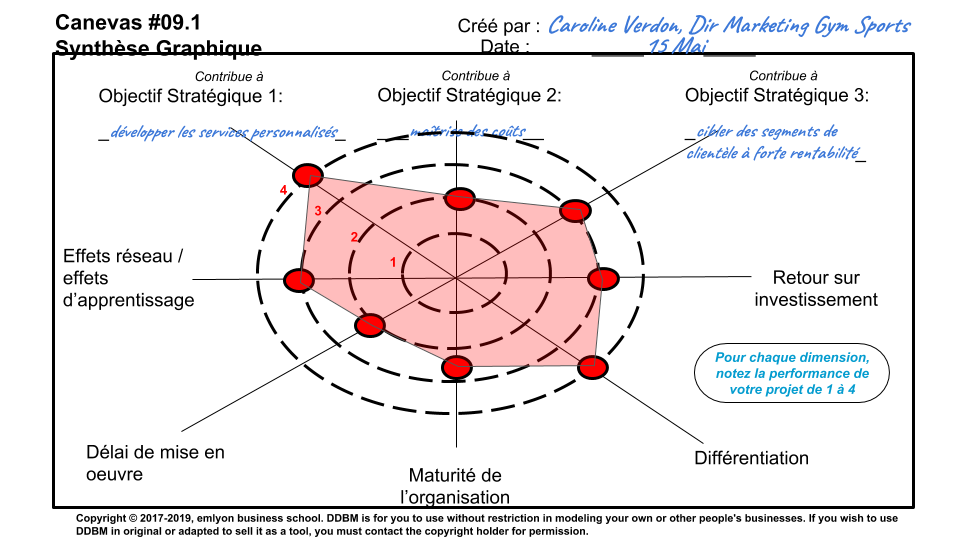 Canevas #09.1
Synthèse Graphique
Créé par : Caroline Verdon, Dir Marketing Gym Sports
Date : 15 Mai
Contribue à
Objectif Stratégique 1:
_développer les services personnalisés_
Contribue à
Objectif Stratégique 2:
maîtrise des coûts
Contribue à
Objectif Stratégique 3:
_cibler des segments de
clientèle à forte rentabilité_
4
3
2
1
Effets réseau /
effets
d'apprentissage
Retour sur
investissement
Pour chaque dimension,
notez la performance de
votre projet de 1 à 4
Délai de mise en
oeuvre
Maturité de
l'organisation
Différentiation
Copyright © 2017-2019, emlyon business school. DDBM is for you to use without restriction in modeling your own or other people's businesses. If you wish to use
DDBM in original or adapted to sell it as a tool, you must contact the copyright holder for permission.